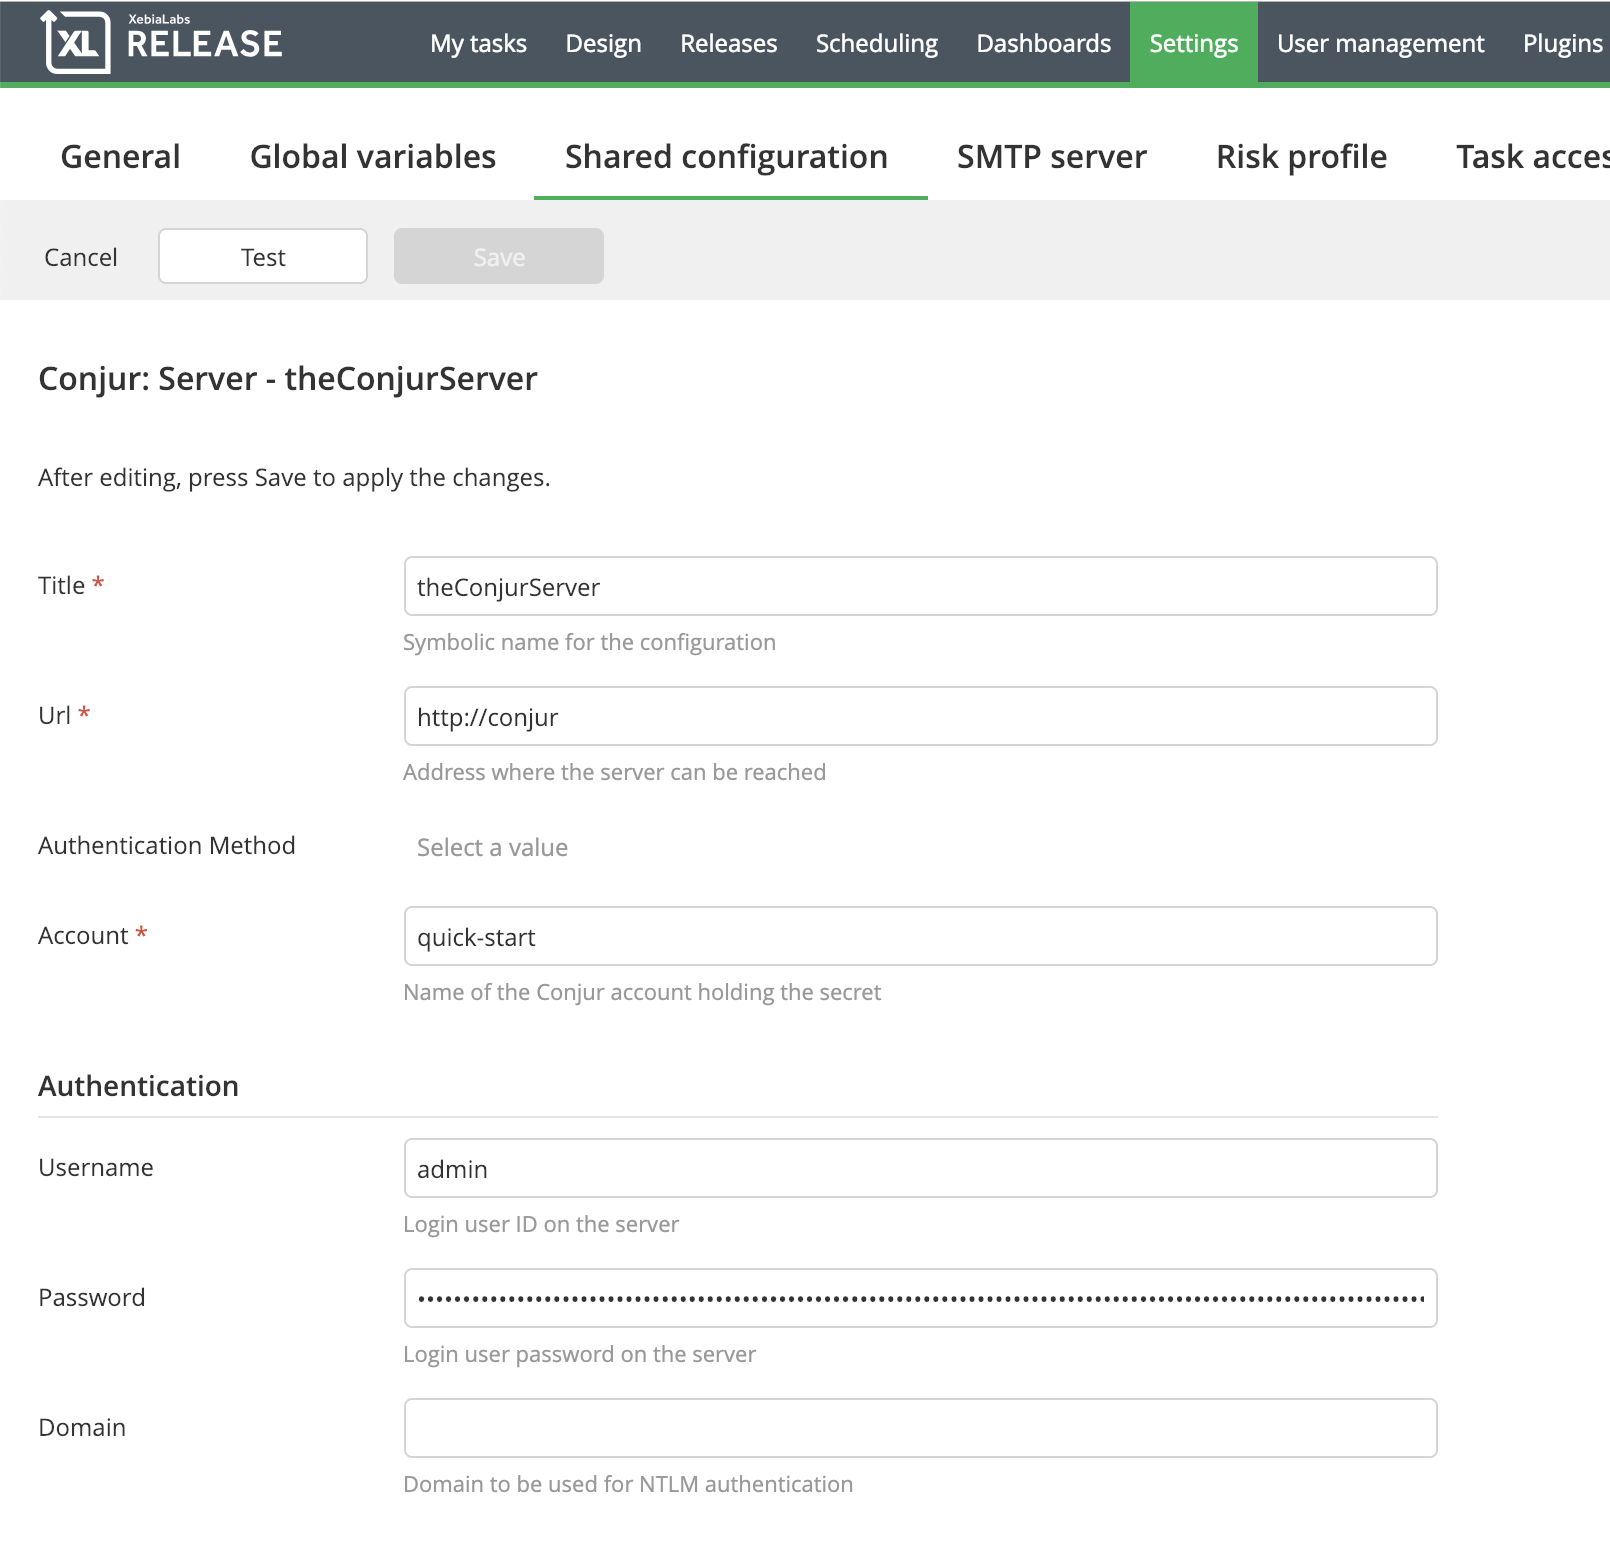 XebiaLabs
XL RELEASE
My tasks Design Releases Scheduling Dashboards Settings User management Plugins
General Global variables Shared configuration SMTP server Risk profile Task acces
Cancel Test Save
Conjur: Server - theConjurServer
After editing, press Save to apply the changes.
Title * theConjurServer
Symbolic name for the configuration
Url * http://conjur
Address where the server can be reached
Authentication Method Select a value
Account * quick-start
Name of the Conjur account holding the secret
Authentication
Username admin
Login user ID on the server
Password
Login user password on the server
Domain
Domain to be used for NTLM authentication